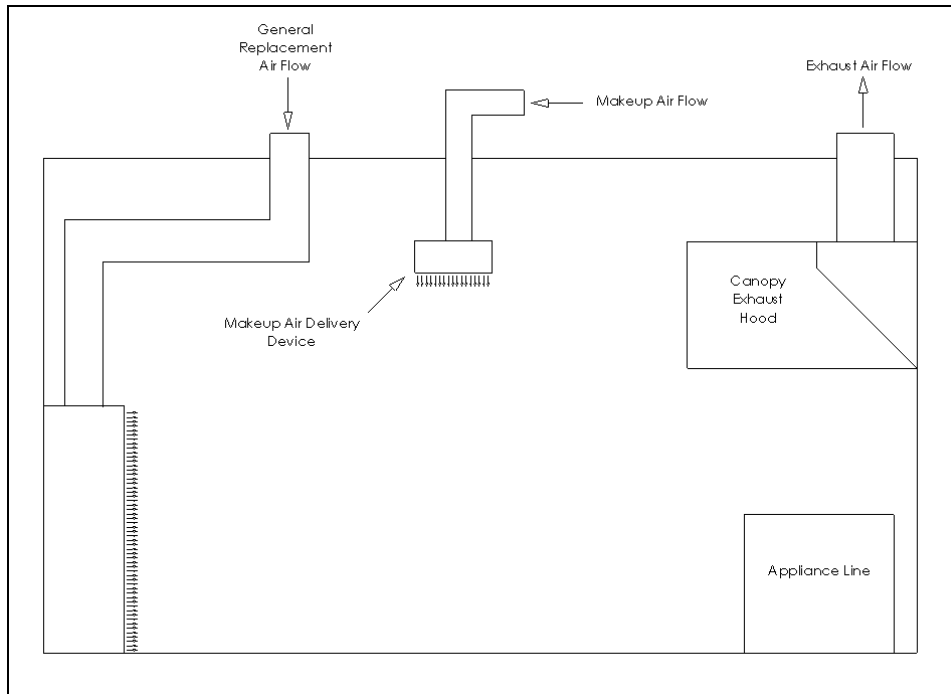 General
Replacement
Air Flow
Makeup Air Flow
Exhaust Air Flow
Makeup Air Delivery
Device
Canopy
Exhaust
Hood
Appliance Line